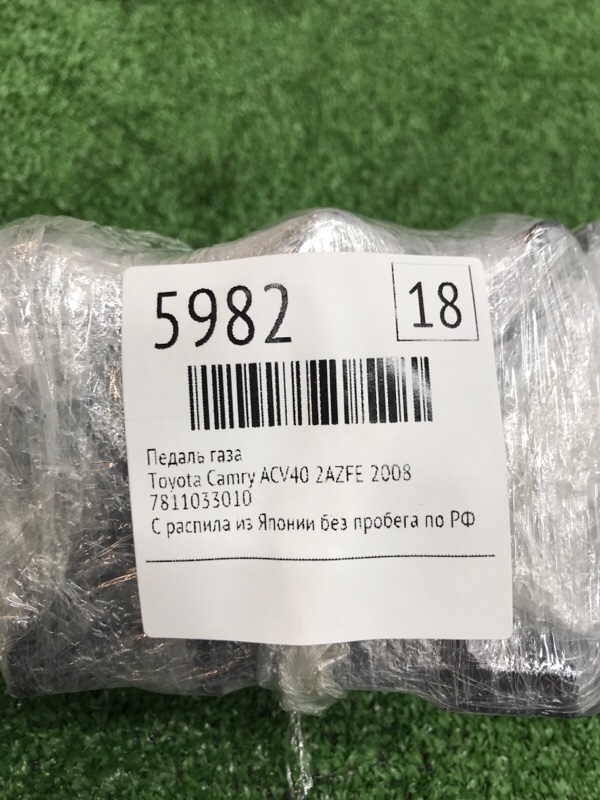 5982
18
Педаль газа
Toyota Camry ACV40 2AZFE 2008
7811033010
С распила из Японии без пробега по РФ